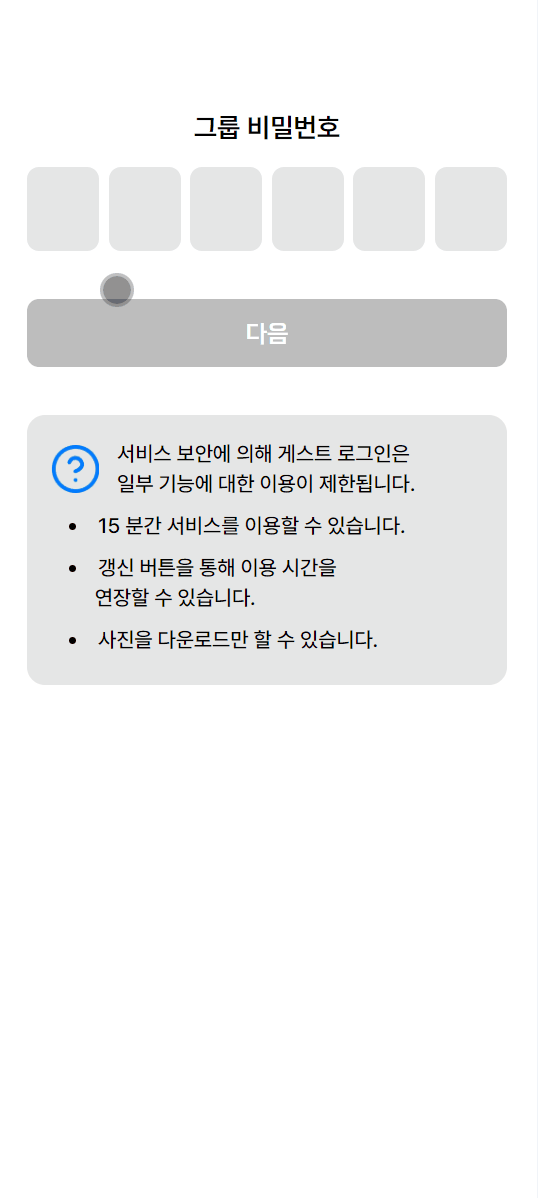 그룹 비밀번호
다음
서비스 보안에 의해 게스트 로그인은
일부 기능에 대한 이용이 제한됩니다.
• 15 분간 서비스를 이용할 수 있습니다.
• 갱신 버튼을 통해 이용 시간을
연장할 수 있습니다.
• 사진을 다운로드만 할 수 있습니다.